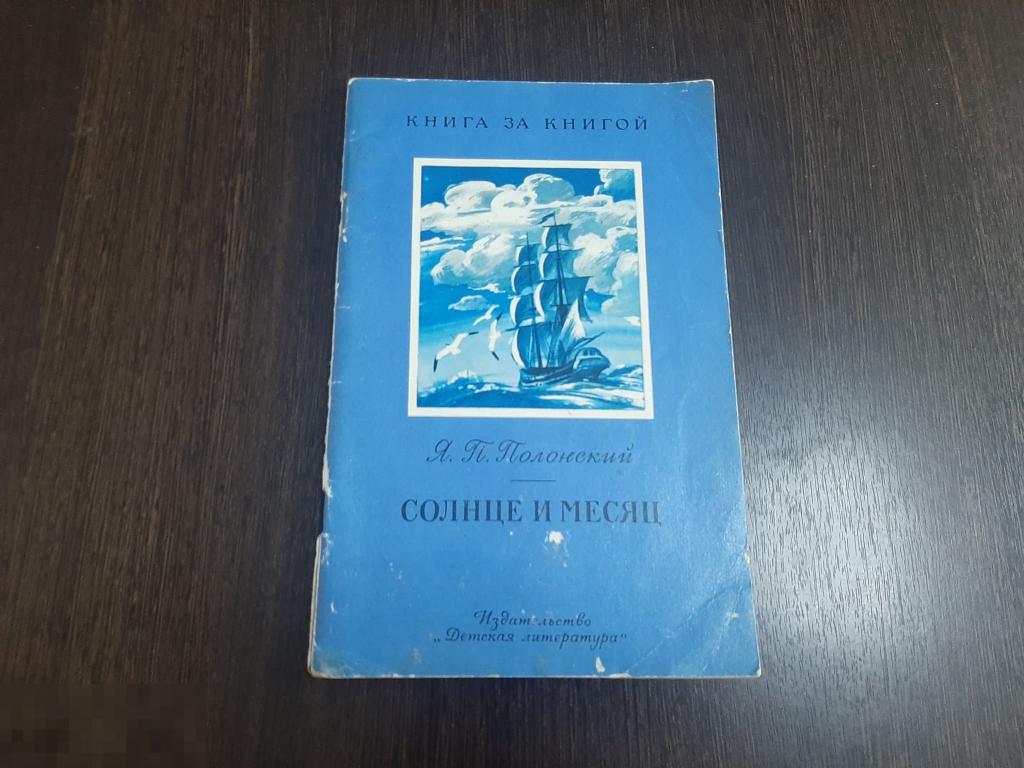 КНИГА ЗА КНИГОЙ
Я. П. Полонский
СОЛНЦЕ И МЕСЯЦ
Издательство
„Детская литература"